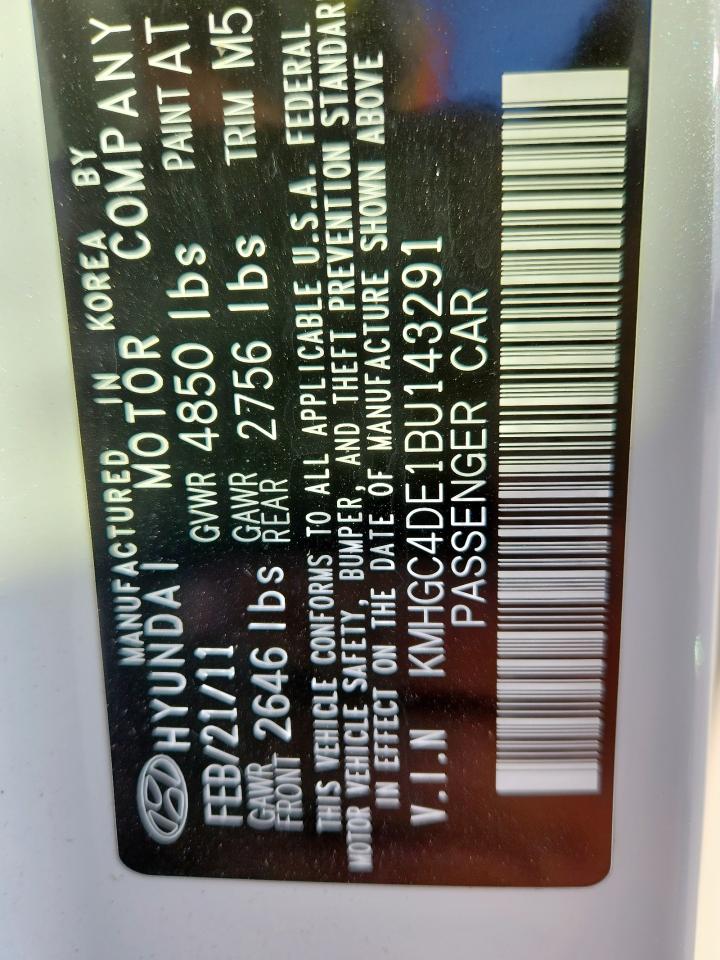 MANUFACTURED IN KOREA BY
HYUNDAI MOTOR COMPANY
FEB/21/11 GVWR 4850 lbs PAINT AT
GAWR FRONT 2646 lbs GAWR REAR 2756 lbs TRIM M5
THIS VEHICLE CONFORMS TO ALL APPLICABLE U.S.A. FEDERAL
MOTOR VEHICLE SAFETY, BUMPER, AND THEFT PREVENTION STANDAR
IN EFFECT ON THE DATE OF MANUFACTURE SHOWN ABOVE
V.I.N KMHGC4DE1BU143291
PASSENGER CAR